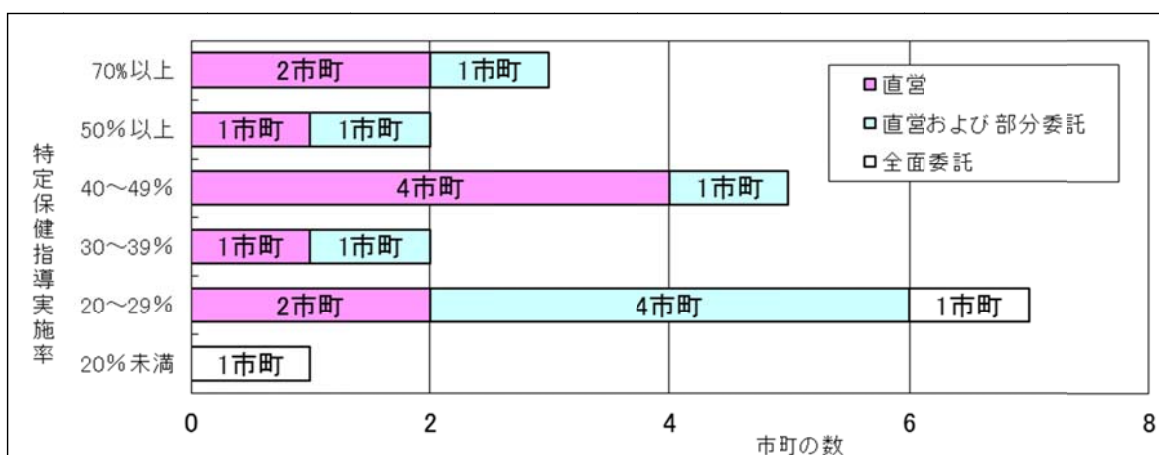 特定保健指導実施率
70%以上
2市町
1市町
50%以上
1市町
1市町
40～49%
4市町
1市町
30～39%
1市町
1市町
20～29%
2市町
4市町
1市町
20%未満
1市町
0
2
4
6
8
市町の数
直営
直営および部分委託
全面委託